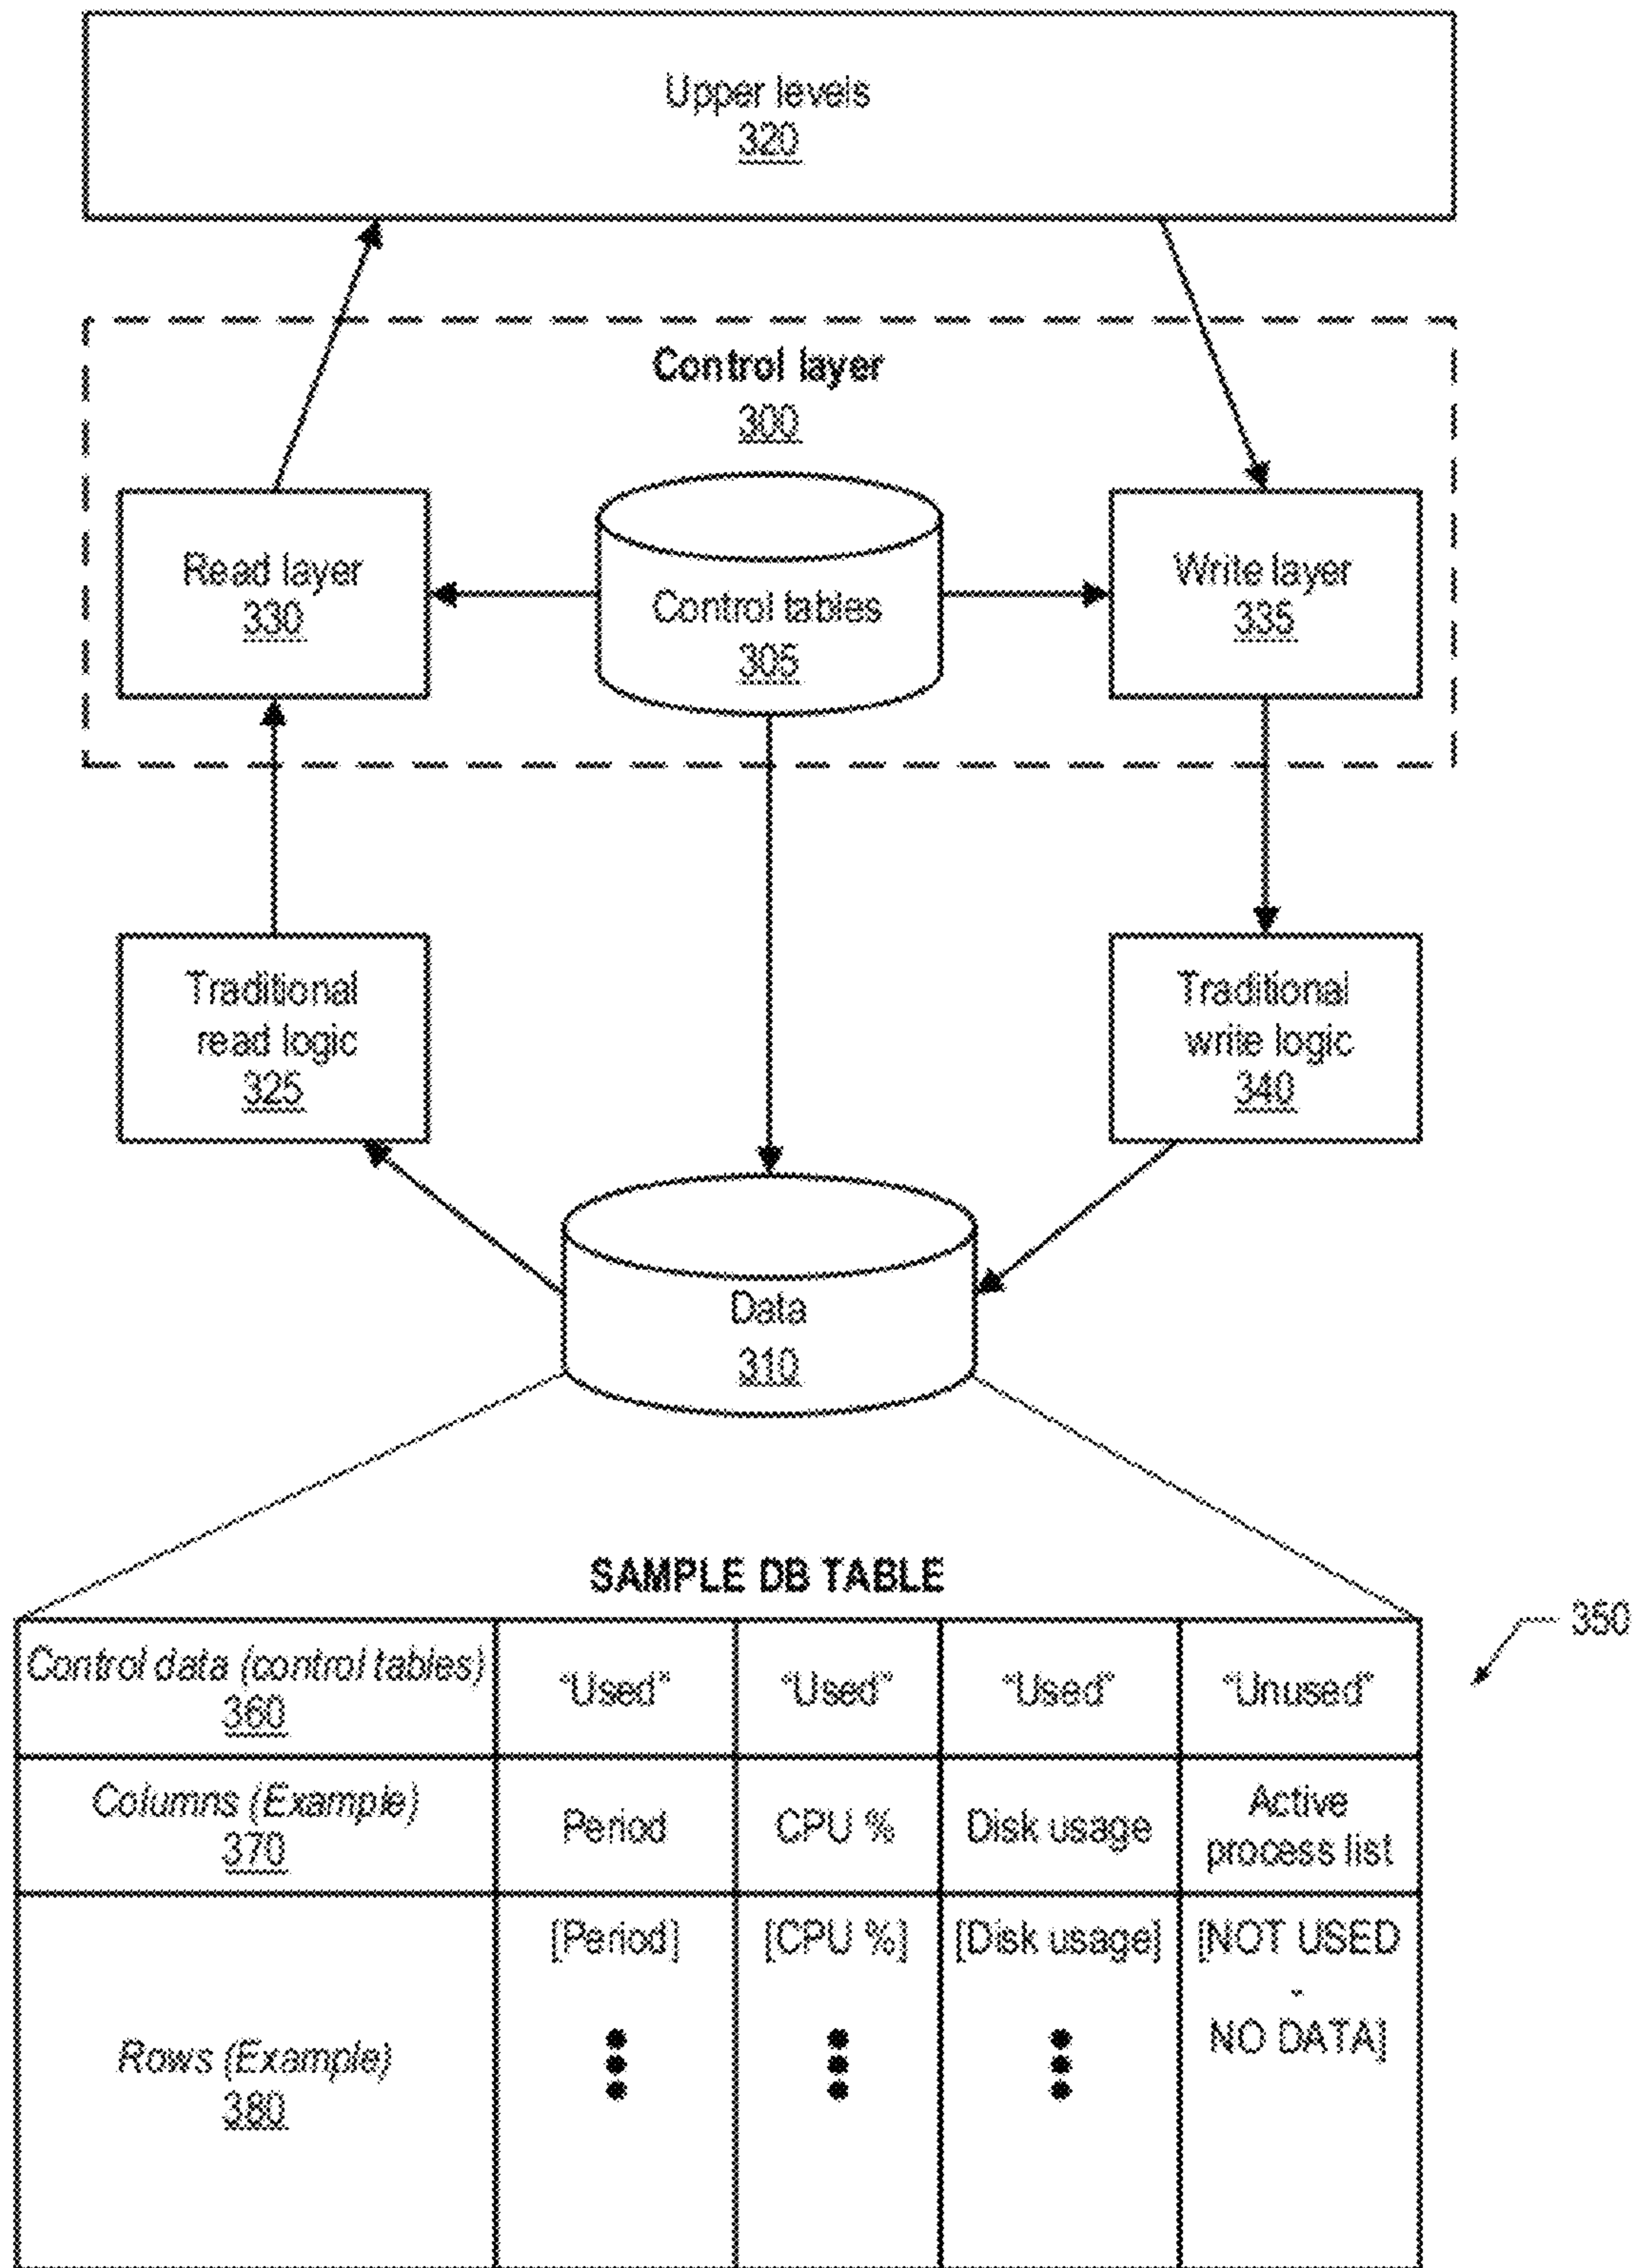 Upper levels
320
Control layer
300
Read layer
330
Control tables
305
Write layer
335
Traditional
read logic
325
Traditional
write logic
340
Data
310
SAMPLE DB TABLE
350
Control data (control tables)
360
“Used”
“Used”
“Used”
“Unused”
Columns (Example)
370
Period
CPU %
Disk usage
Active
process list
Rows (Example)
380
[Period]
[CPU %]
[Disk usage]
[NOT USED
-
NO DATA]